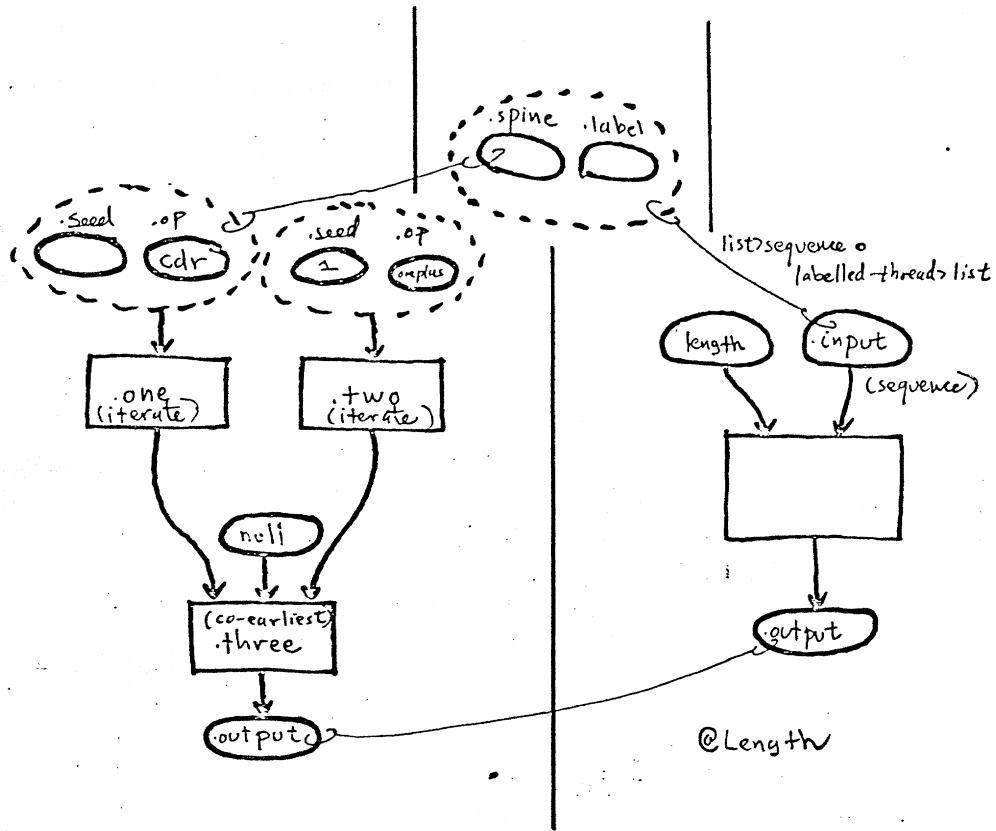 .spine .label
.seed .op
cdr
.seed .op
1 oneplus
list>sequence o
labelled-thread>list
length .input
(sequence)
.one
(iterate)
.two
(iterate)
null
(co-earliest)
.three
.output
.output
@Length